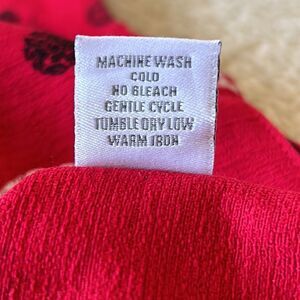 MACHINE WASH
COLD
NO BLEACH
GENTLE CYCLE
TUMBLE DRY LOW
WARM IRON